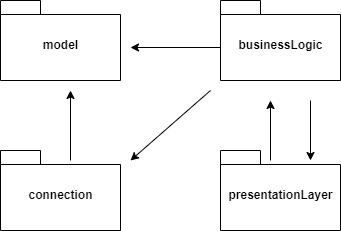 model
businessLogic
connection
presentationLayer